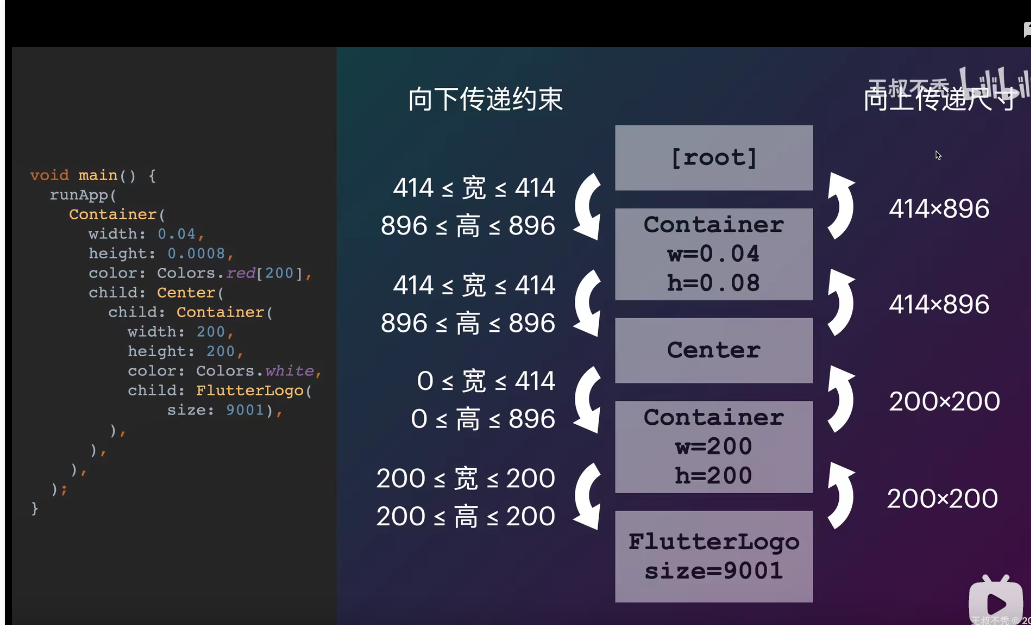 void main() {
runApp(
Container(
width: 0.04,
height: 0.0008,
color: Colors.red[200],
child: Center(
child: Container(
width: 200,
height: 200,
color: Colors.white,
child: FlutterLogo(
size: 9001),
),
),
),
);
}
向下传递约束
414 ≤ 宽 ≤ 414
896 ≤ 高 ≤ 896
414 ≤ 宽 ≤ 414
896 ≤ 高 ≤ 896
0 ≤ 宽 ≤ 414
0 ≤ 高 ≤ 896
200 ≤ 宽 ≤ 200
200 ≤ 高 ≤ 200
[root]
Container
w=0.04
h=0.08
Center
Container
w=200
h=200
FlutterLogo
size=9001
王叔不秃
向上传递尺寸
414×896
414×896
200×200
200×200
王叔不秃 © 20